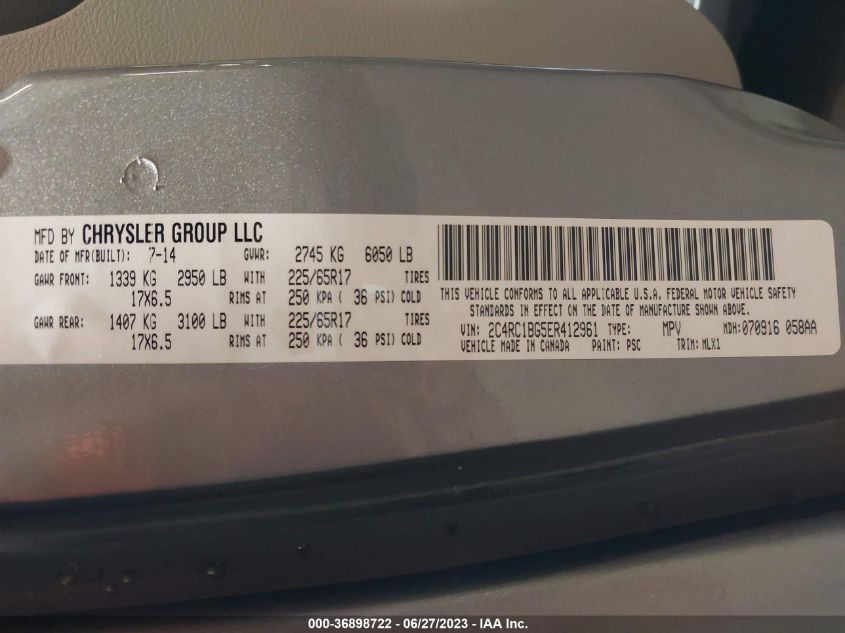 MFD BY CHRYSLER GROUP LLC
DATE OF MFR(BUILT): 7-14 GVWR: 2745 KG 6050 LB
GAWR FRONT: 1339 KG 2950 LB WITH 225/65R17 TIRES
17X6.5 RIMS AT 250 KPA ( 36 PSI) COLD
GAWR REAR: 1407 KG 3100 LB WITH 225/65R17 TIRES
17X6.5 RIMS AT 250 KPA ( 36 PSI) COLD
THIS VEHICLE CONFORMS TO ALL APPLICABLE U.S.A. FEDERAL MOTOR VEHICLE SAFETY
STANDARDS IN EFFECT ON THE DATE OF MANUFACTURE SHOWN ABOVE.
VIN: 2C4RC1BG5ER412961 TYPE: MPV MDH: 070916 058AA
VEHICLE MADE IN CANADA PAINT: PSC TRIM: MLX1
000-36898722 - 06/27/2023 - IAA Inc.